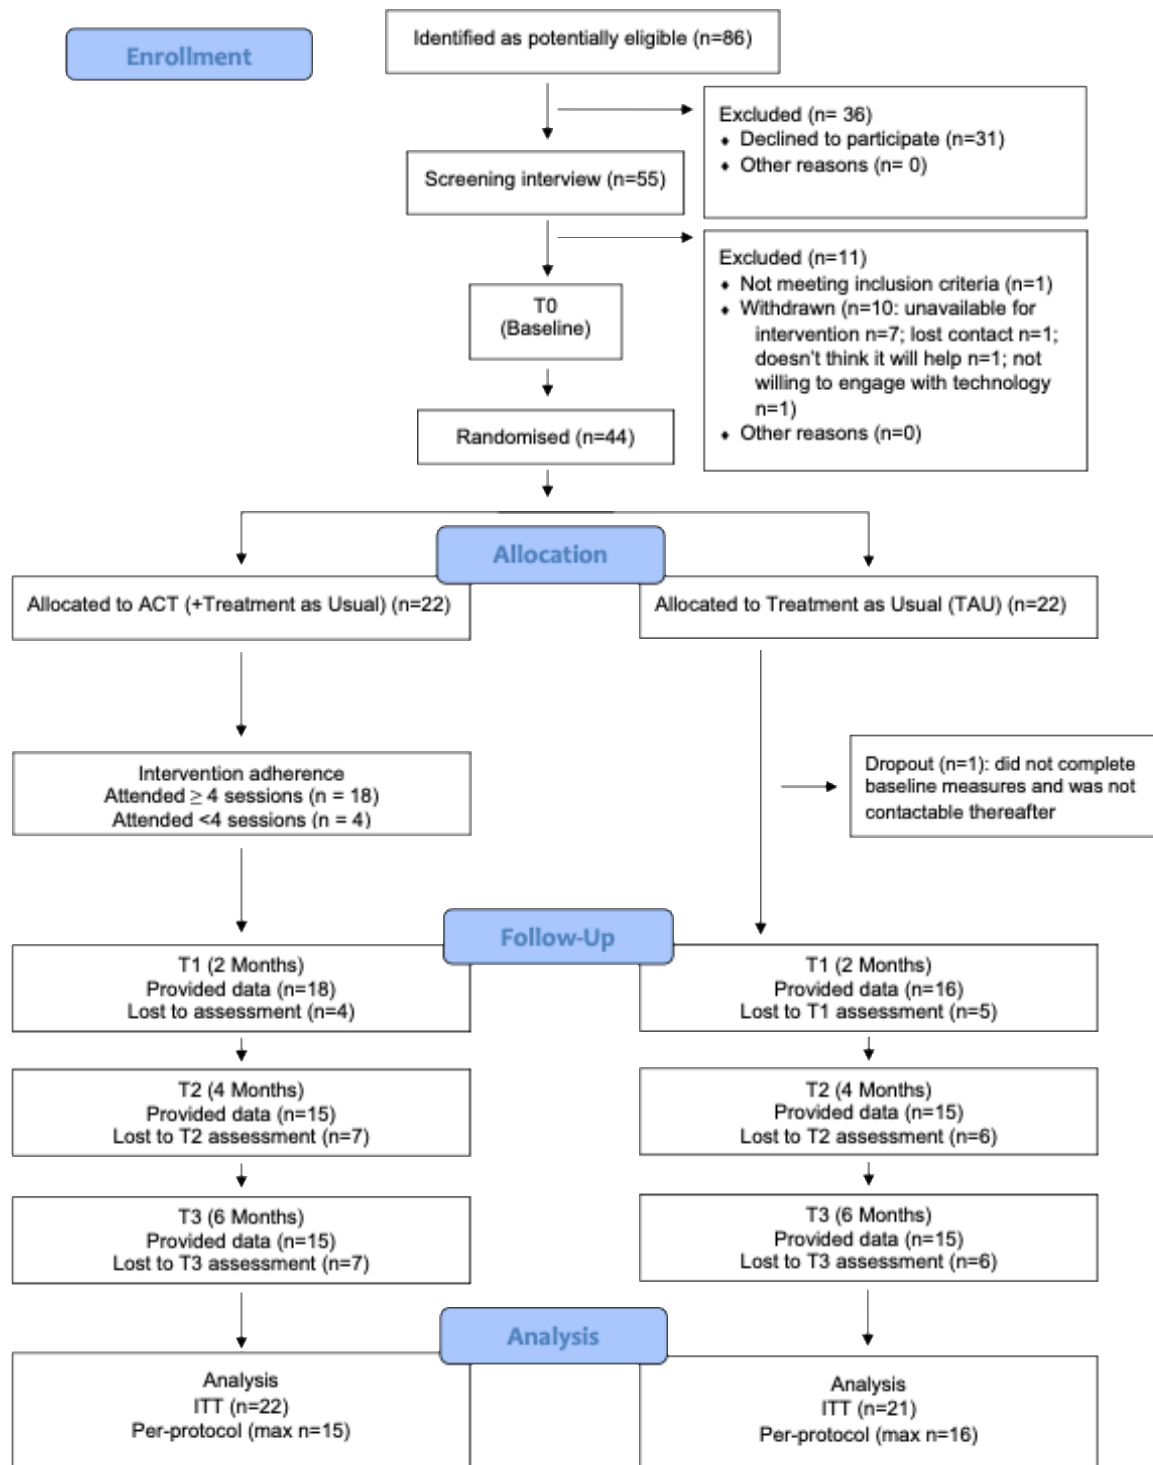 Enrollment
Identified as potentially eligible (n=86)
Excluded (n= 36)
♦ Declined to participate (n=31)
♦ Other reasons (n= 0)
Screening interview (n=55)
Excluded (n=11)
♦ Not meeting inclusion criteria (n=1)
♦ Withdrawn (n=10: unavailable for
intervention n=7; lost contact n=1;
doesn't think it will help n=1; not
willing to engage with technology
n=1)
♦ Other reasons (n=0)
T0
(Baseline)
Randomised (n=44)
Allocation
Allocated to ACT (+Treatment as Usual) (n=22)
Allocated to Treatment as Usual (TAU) (n=22)
Intervention adherence
Attended ≥ 4 sessions (n = 18)
Attended <4 sessions (n = 4)
Dropout (n=1): did not complete
baseline measures and was not
contactable thereafter
Follow-Up
T1 (2 Months)
Provided data (n=18)
Lost to assessment (n=4)
T1 (2 Months)
Provided data (n=16)
Lost to T1 assessment (n=5)
T2 (4 Months)
Provided data (n=15)
Lost to T2 assessment (n=7)
T2 (4 Months)
Provided data (n=15)
Lost to T2 assessment (n=6)
T3 (6 Months)
Provided data (n=15)
Lost to T3 assessment (n=7)
T3 (6 Months)
Provided data (n=15)
Lost to T3 assessment (n=6)
Analysis
Analysis
ITT (n=22)
Per-protocol (max n=15)
Analysis
ITT (n=21)
Per-protocol (max n=16)